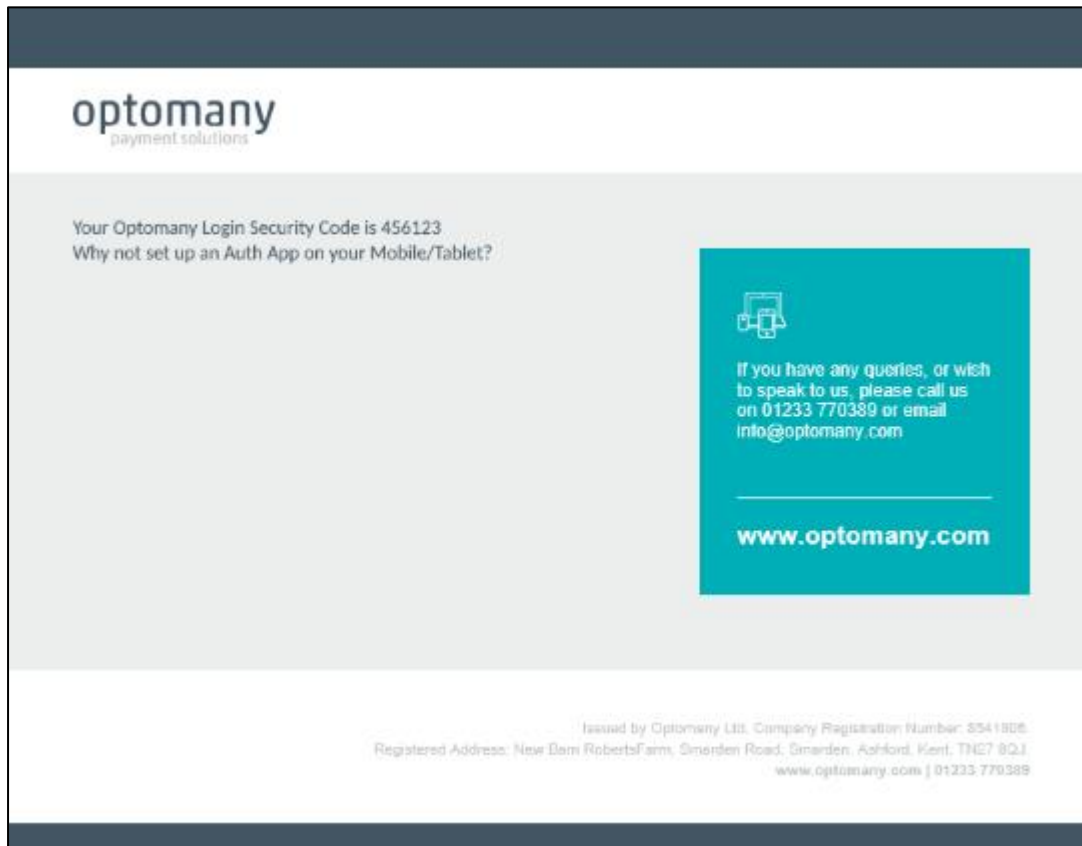 optomany
payment solutions
Your Optomany Login Security Code is 456123
Why not set up an Auth App on your Mobile/Tablet?
If you have any queries, or wish
to speak to us, please call us
on 01233 770389 or email
info@optomany.com
www.optomany.com
Issued by Optomany Ltd. Company Registration Number:
Registered Address: New Barn RobertsFarm, Smarden Road, Smarden, Ashford, Kent, TN27 8QJ.
www.optomany.com | 01233 770389